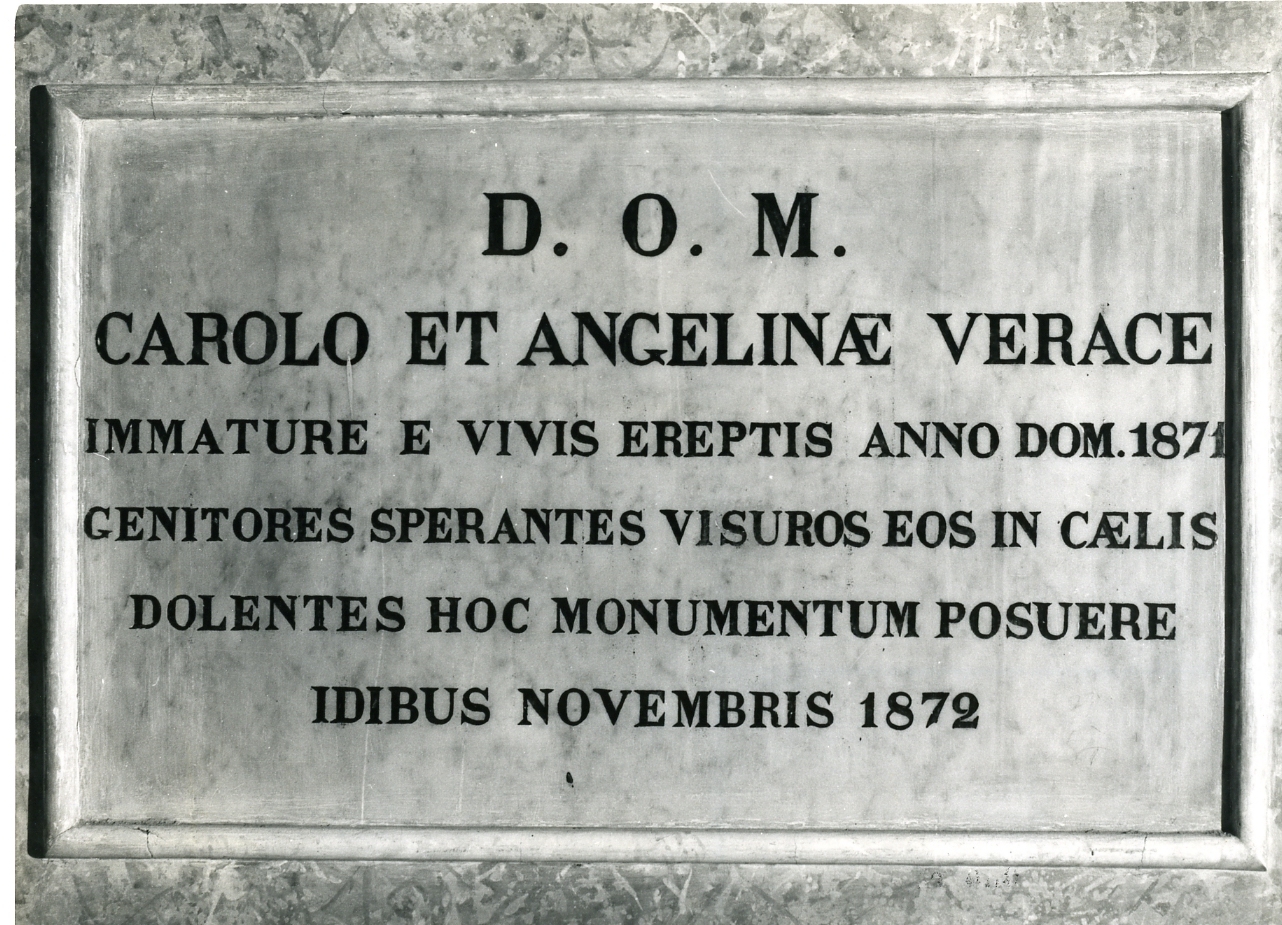 D. O. M.
CAROLO ET ANGELINÆ VERACE
IMMATURE E VIVIS EREPTIS ANNO DOM. 1871
GENITORES SPERANTES VISUROS EOS IN CÆLIS
DOLENTES HOC MONUMENTUM POSUERE
IDIBUS NOVEMBRIS 1872